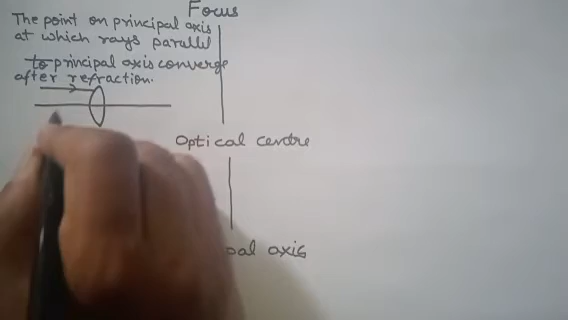 Focus
The point on principal axis
at which rays parallel
to principal axis converge
after refraction.
Optical centre
pal axis